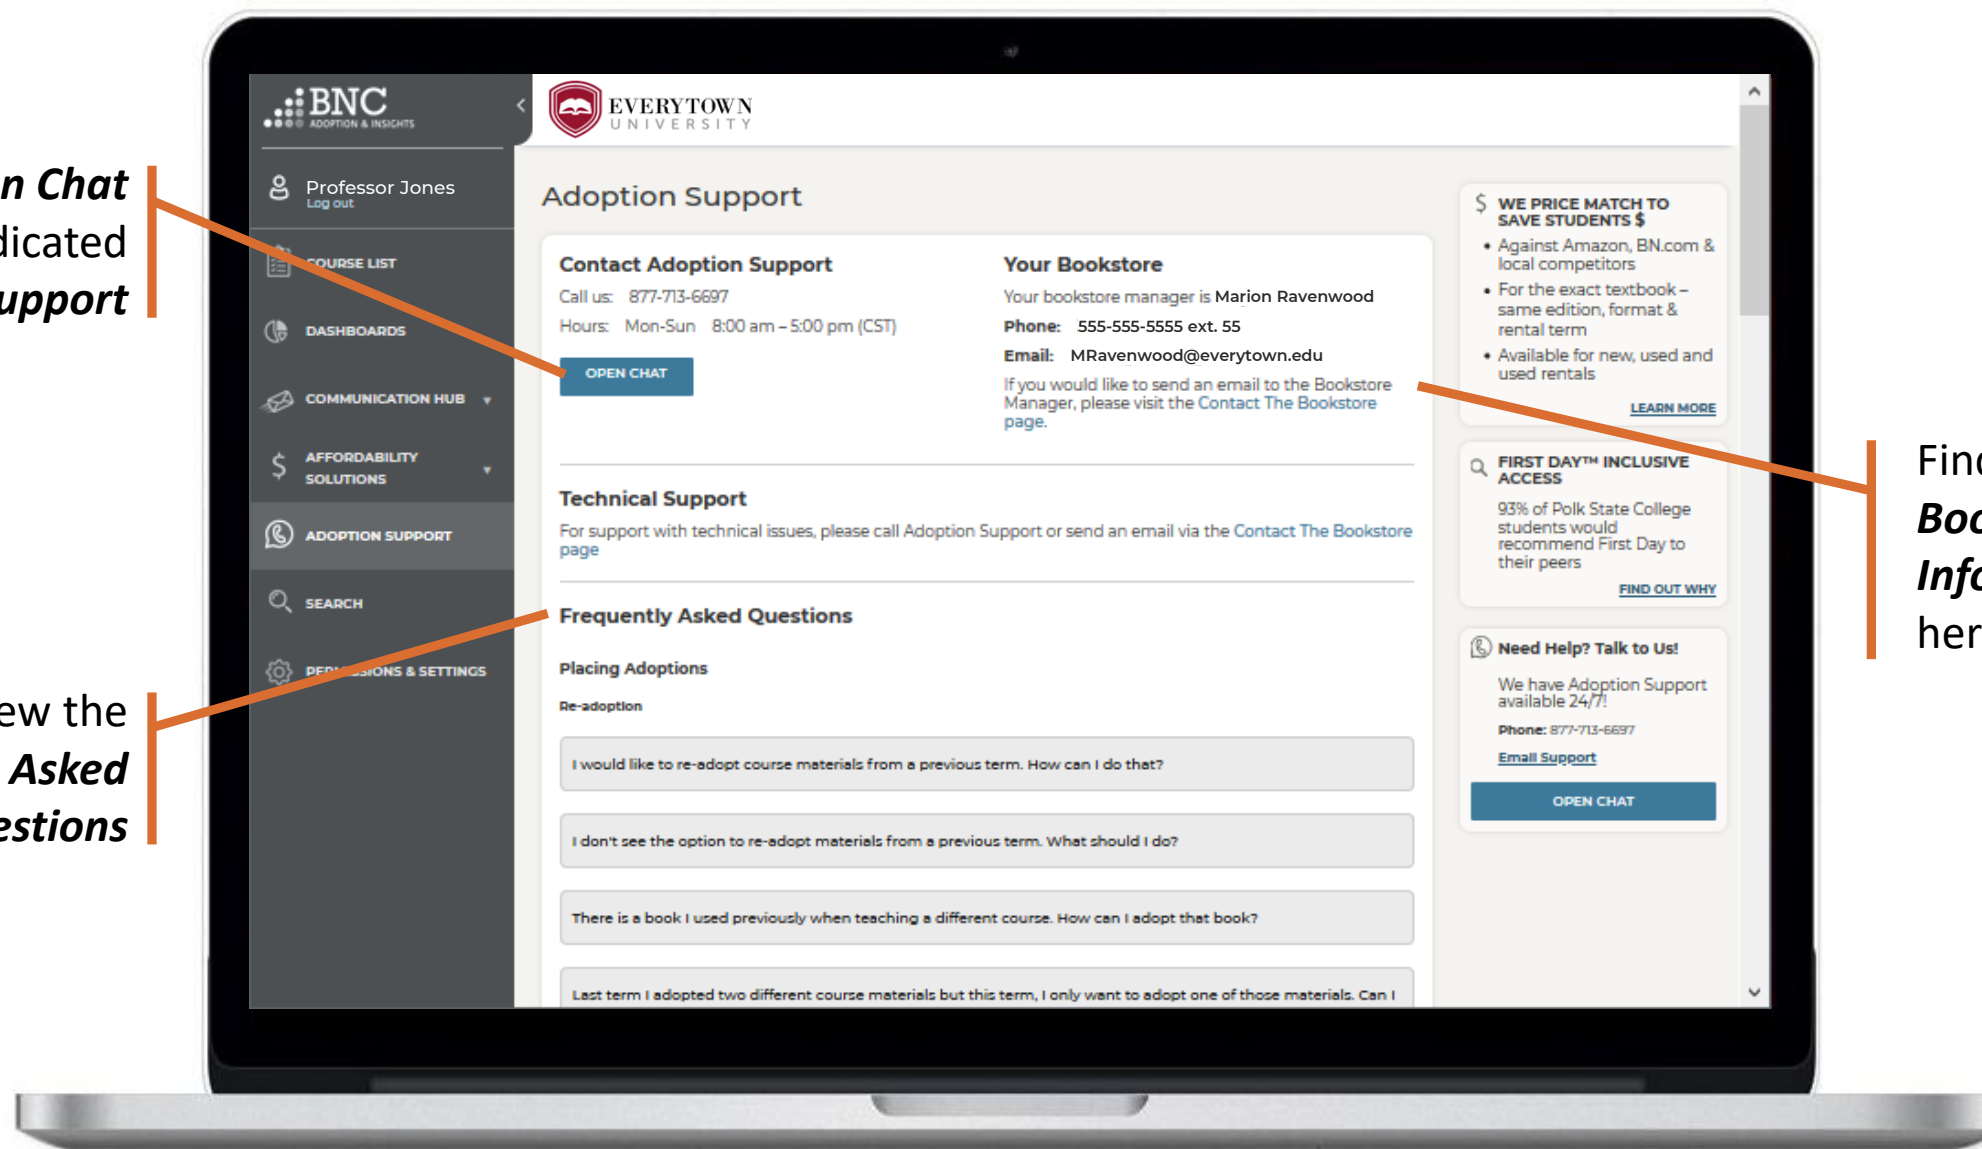 BNC
ADOPTION & INSIGHTS
Professor Jones
Log out
COURSE LIST
DASHBOARDS
COMMUNICATION HUB
AFFORDABILITY
SOLUTIONS
ADOPTION SUPPORT
SEARCH
PERMISSIONS & SETTINGS
EVERYTOWN
UNIVERSITY
Adoption Support
Contact Adoption Support
Call us: 877-713-6697
Hours: Mon-Sun 8:00 am – 5:00 pm (CST)
OPEN CHAT
Your Bookstore
Your bookstore manager is Marion Ravenwood
Phone: 555-555-5555 ext. 55
Email: MRavenwood@everytown.edu
If you would like to send an email to the Bookstore
Manager, please visit the Contact The Bookstore
page.
Technical Support
For support with technical issues, please call Adoption Support or send an email via the Contact The Bookstore
page
Frequently Asked Questions
Placing Adoptions
Re-adoption
I would like to re-adopt course materials from a previous term. How can I do that?
I don't see the option to re-adopt materials from a previous term. What should I do?
There is a book I used previously when teaching a different course. How can I adopt that book?
Last term I adopted two different course materials but this term, I only want to adopt one of those materials. Can I
$ WE PRICE MATCH TO
SAVE STUDENTS $
• Against Amazon, BN.com &
local competitors
• For the exact textbook –
same edition, format &
rental term
• Available for new, used and
used rentals
LEARN MORE
FIRST DAY™ INCLUSIVE
ACCESS
93% of Polk State College
students would
recommend First Day to
their peers
FIND OUT WHY
Need Help? Talk to Us!
We have Adoption Support
available 24/7!
Phone: 877-713-6697
Email Support
OPEN CHAT
n Chat
dicated
upport
ew the
Asked
estions
Find
Boo
Info
her